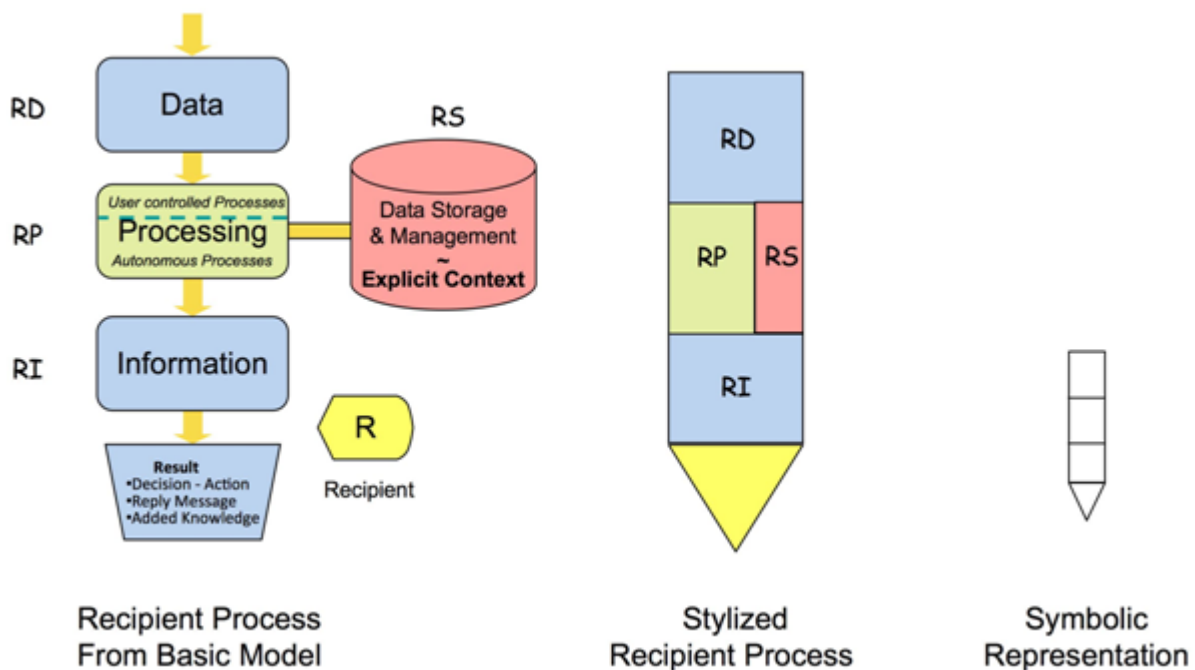 RD
Data
RS
User controlled Processes
RP
Processing
Autonomous Processes
Data Storage
& Management
~
Explicit Context
RI
Information
R
Recipient
Result
•Decision - Action
•Reply Message
•Added Knowledge
Recipient Process
From Basic Model
RD
RP
RS
RI
Stylized
Recipient Process
Symbolic
Representation